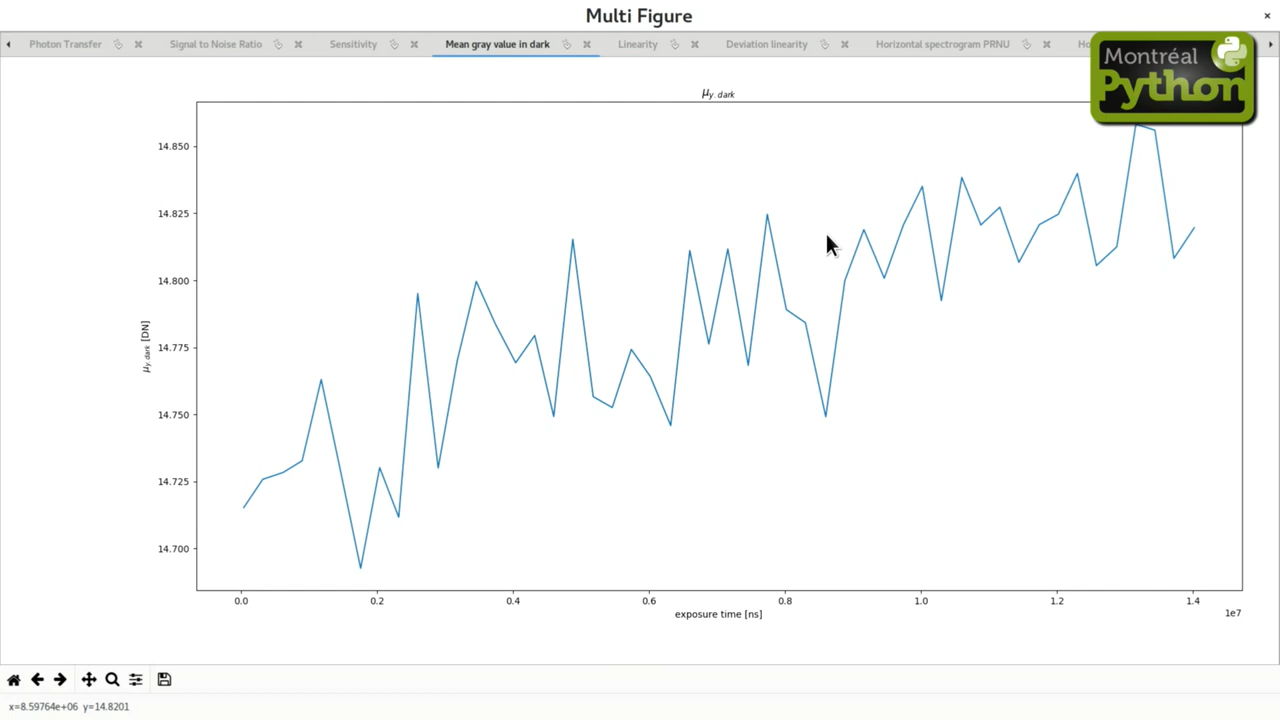 Multi Figure
Photon Transfer
Signal to Noise Ratio
Sensitivity
Mean gray value in dark
Linearity
Deviation linearity
Horizontal spectrogram PRNU
Ho
Montréal
Python
μy.dark
14.850
14.825
14.800
14.775
14.750
14.725
14.700
μy.dark [DN]
0.0 0.2 0.4 0.6 0.8 1.0 1.2 1.4
1e7
exposure time [ns]
x=8.59764e+06 y=14.8201